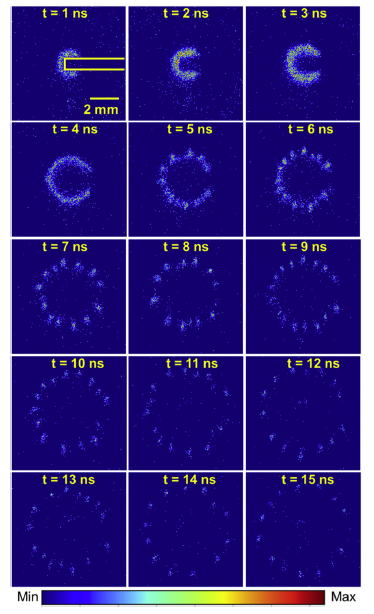 t = 1 ns
t = 2 ns
t = 3 ns
2 mm
t = 4 ns
t = 5 ns
t = 6 ns
t = 7 ns
t = 8 ns
t = 9 ns
t = 10 ns
t = 11 ns
t = 12 ns
t = 13 ns
t = 14 ns
t = 15 ns
Min
Max